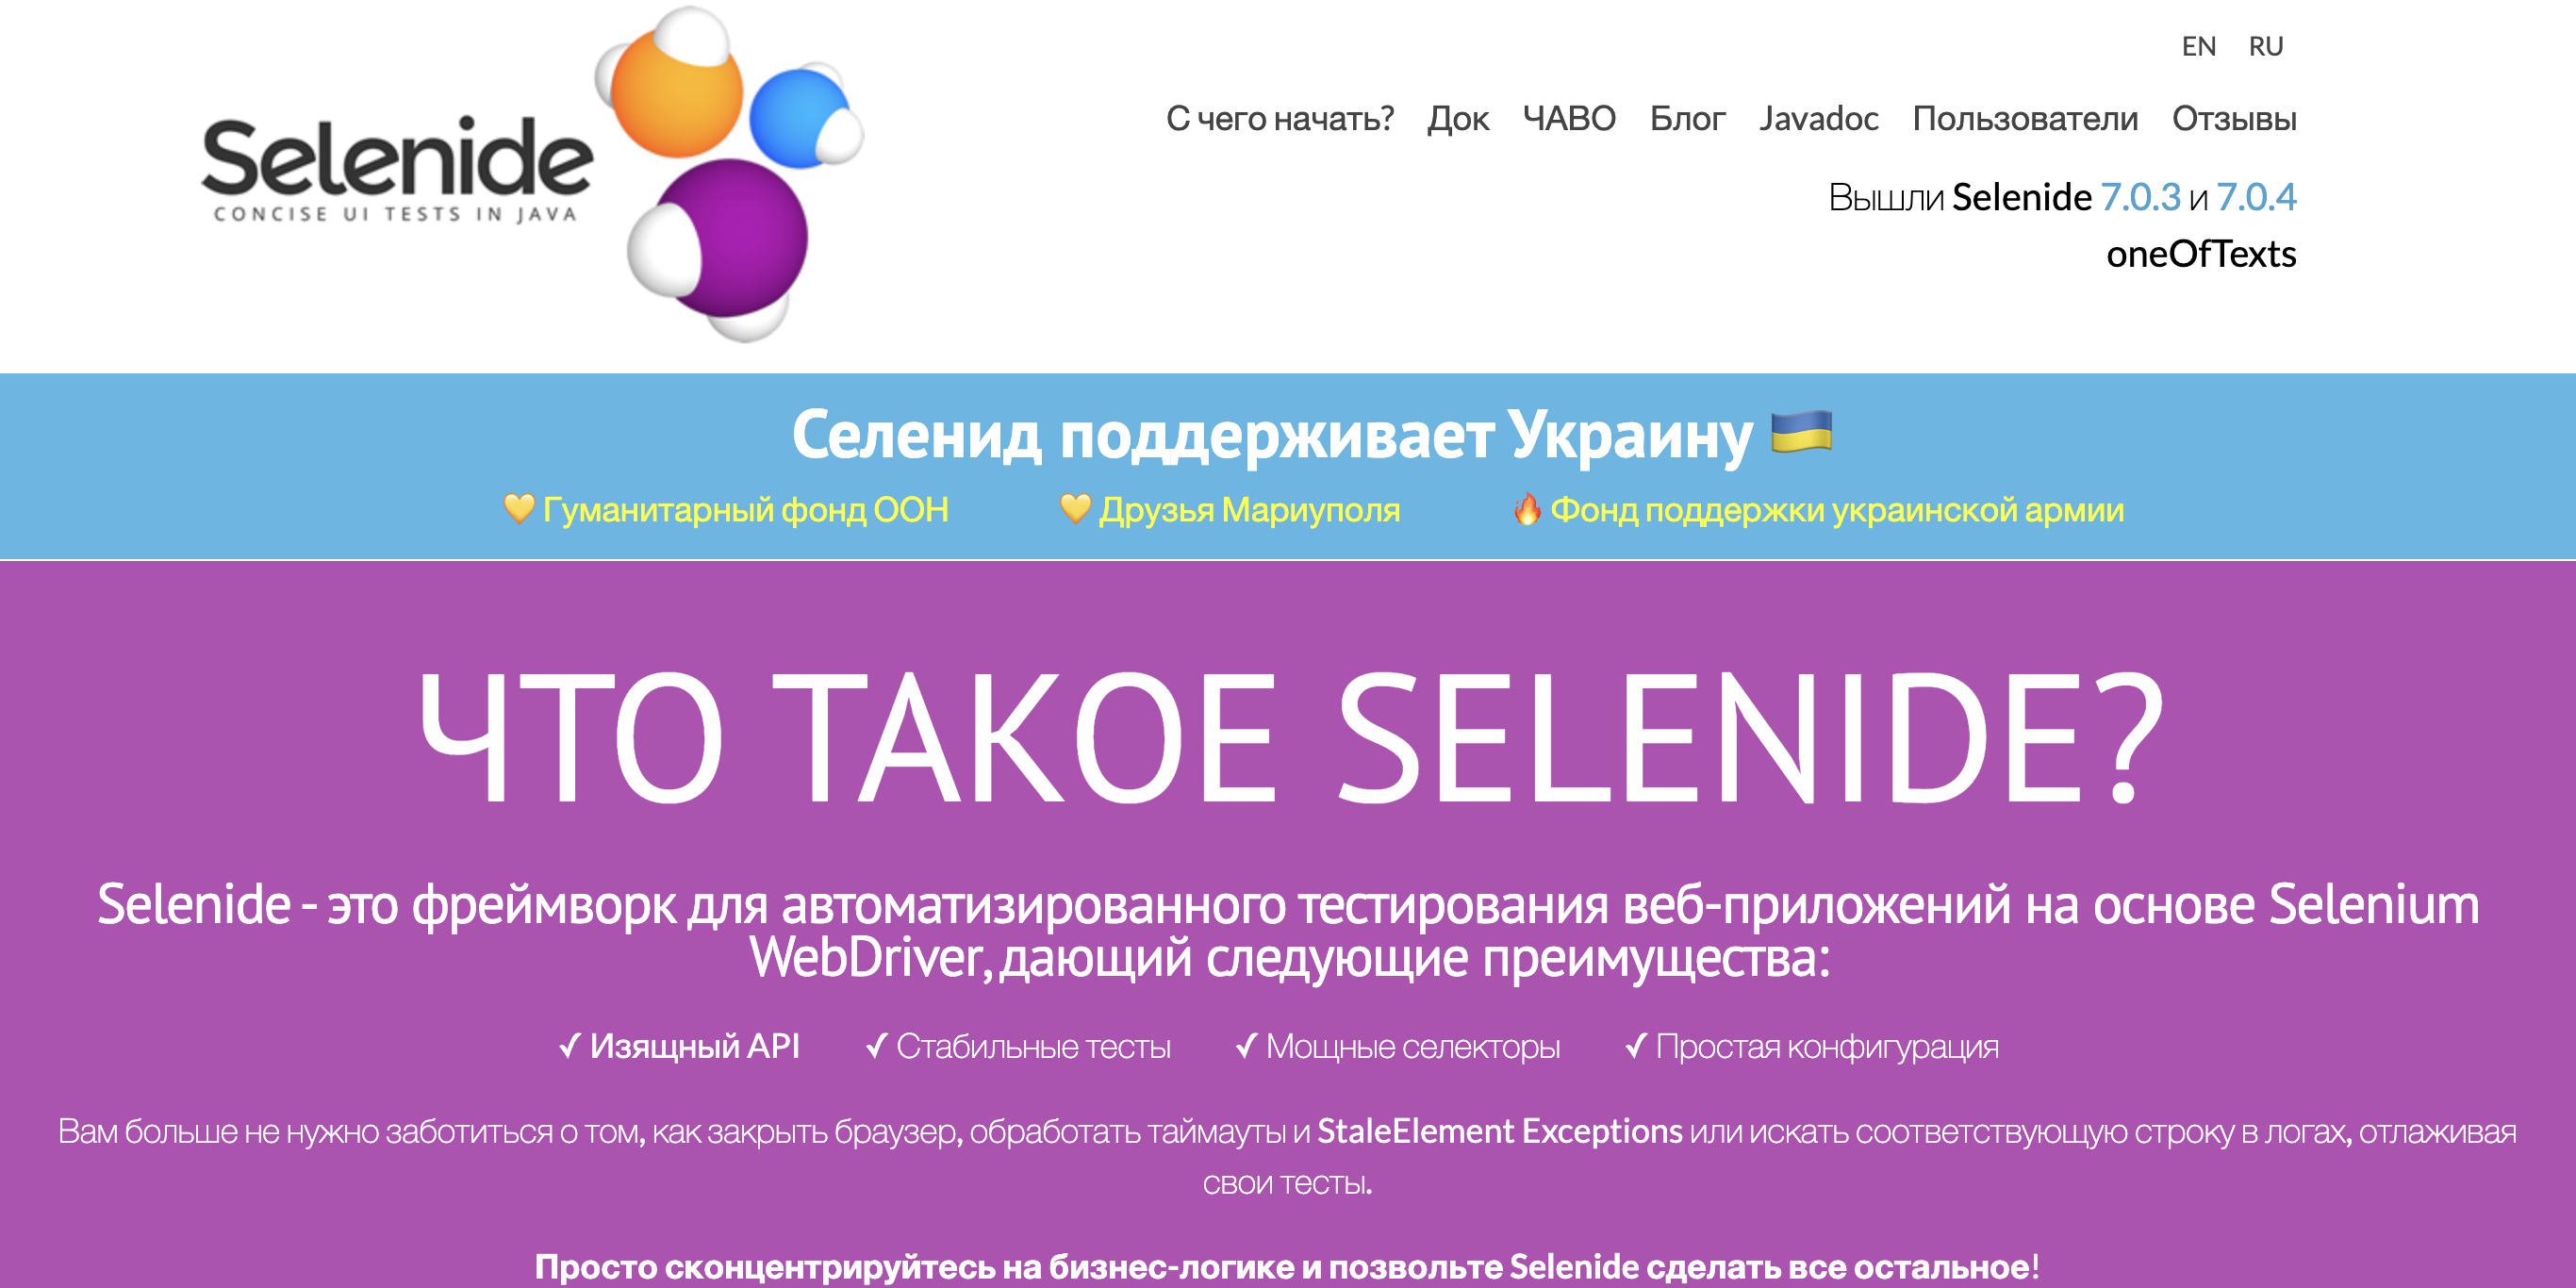 EN RU
Selenide
CONCISE UI TESTS IN JAVA
С чего начать? Док ЧАВО Блог Javadoc Пользователи Отзывы
Вышли Selenide 7.0.3 и 7.0.4
oneOfTexts
Селенид поддерживает Украину 🇺🇦
💛 Гуманитарный фонд ООН 💛 Друзья Мариуполя 🔥 Фонд поддержки украинской армии
ЧТО ТАКОЕ SELENIDE?
Selenide - это фреймворк для автоматизированного тестирования веб-приложений на основе Selenium
WebDriver, дающий следующие преимущества:
✓ Изящный API ✓ Стабильные тесты ✓ Мощные селекторы ✓ Простая конфигурация
Вам больше не нужно заботиться о том, как закрыть браузер, обработать таймауты и StaleElement Exceptions или искать соответствующую строку в логах, отлаживая
свои тесты.
Просто сконцентрируйтесь на бизнес-логике и позвольте Selenide сделать все остальное!